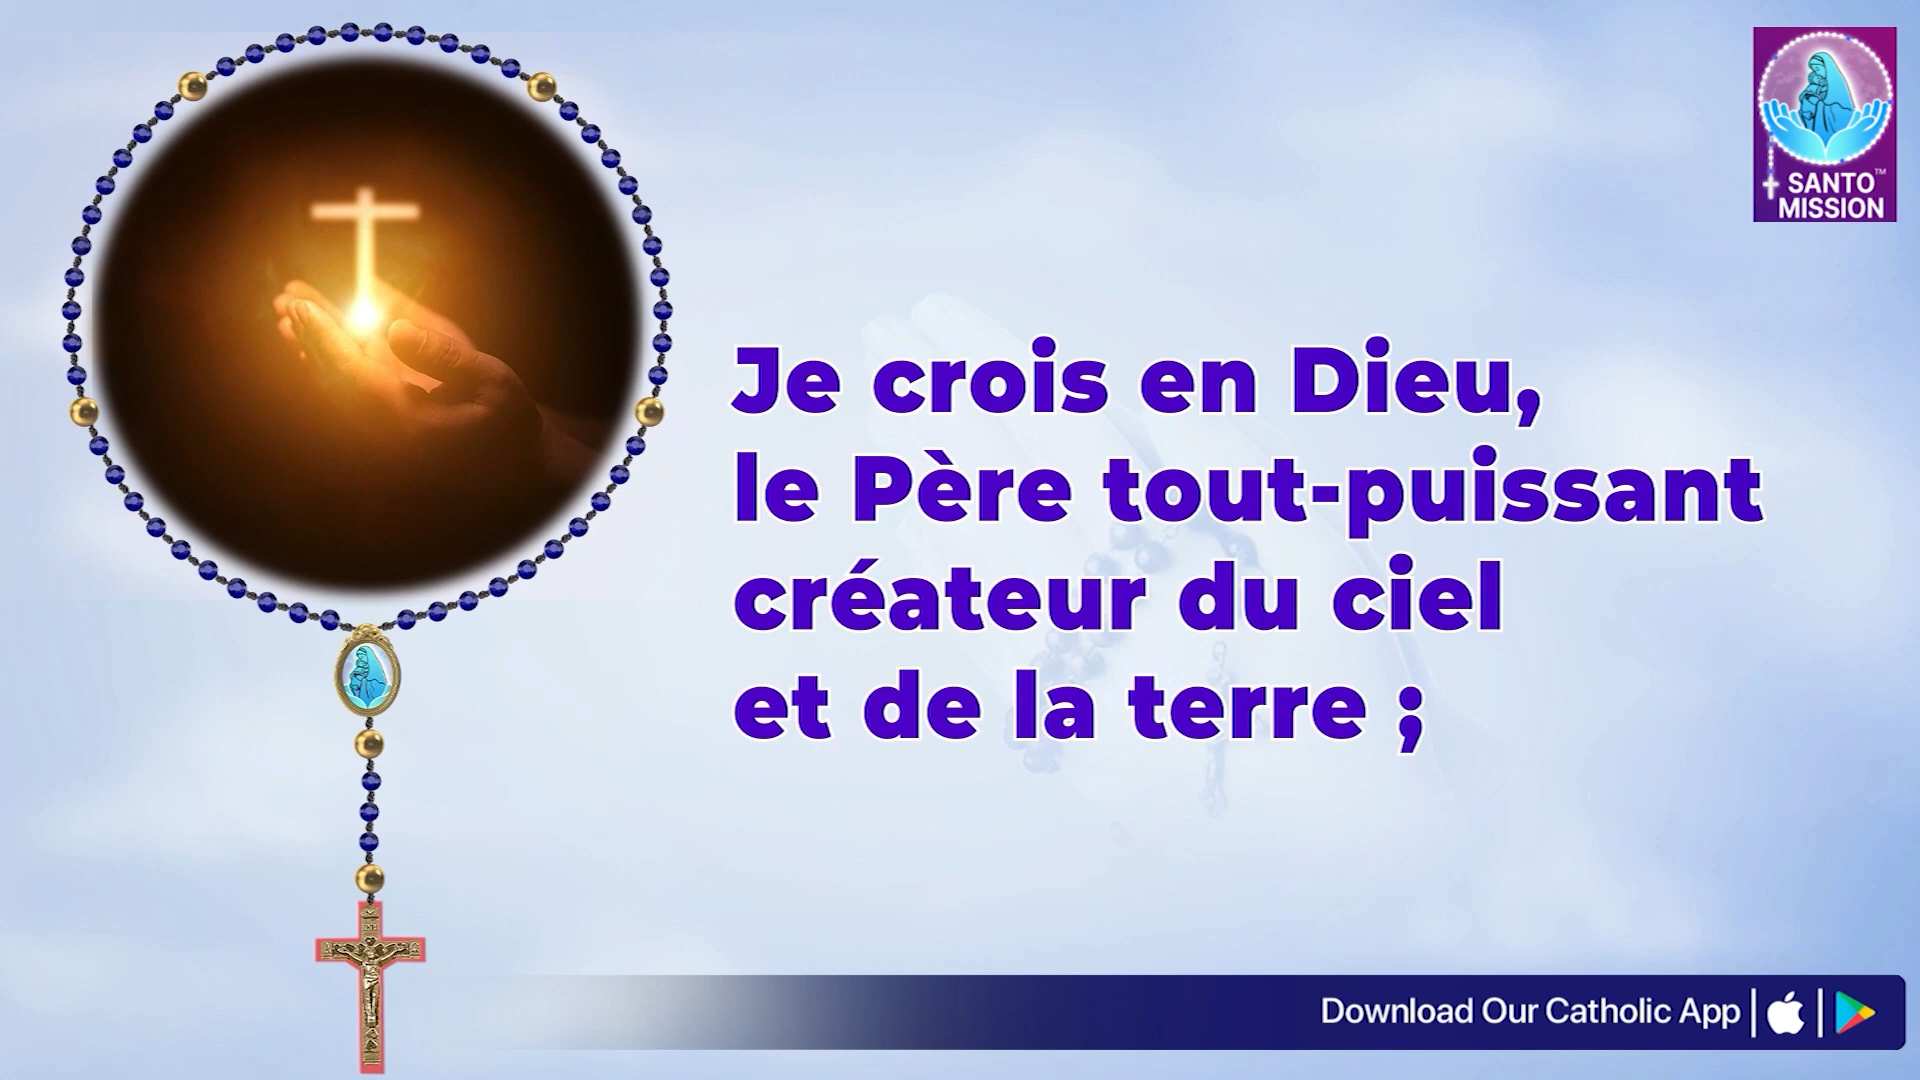 SANTO™
MISSION
Je crois en Dieu,
le Père tout-puissant
créateur du ciel
et de la terre ;
Download Our Catholic App